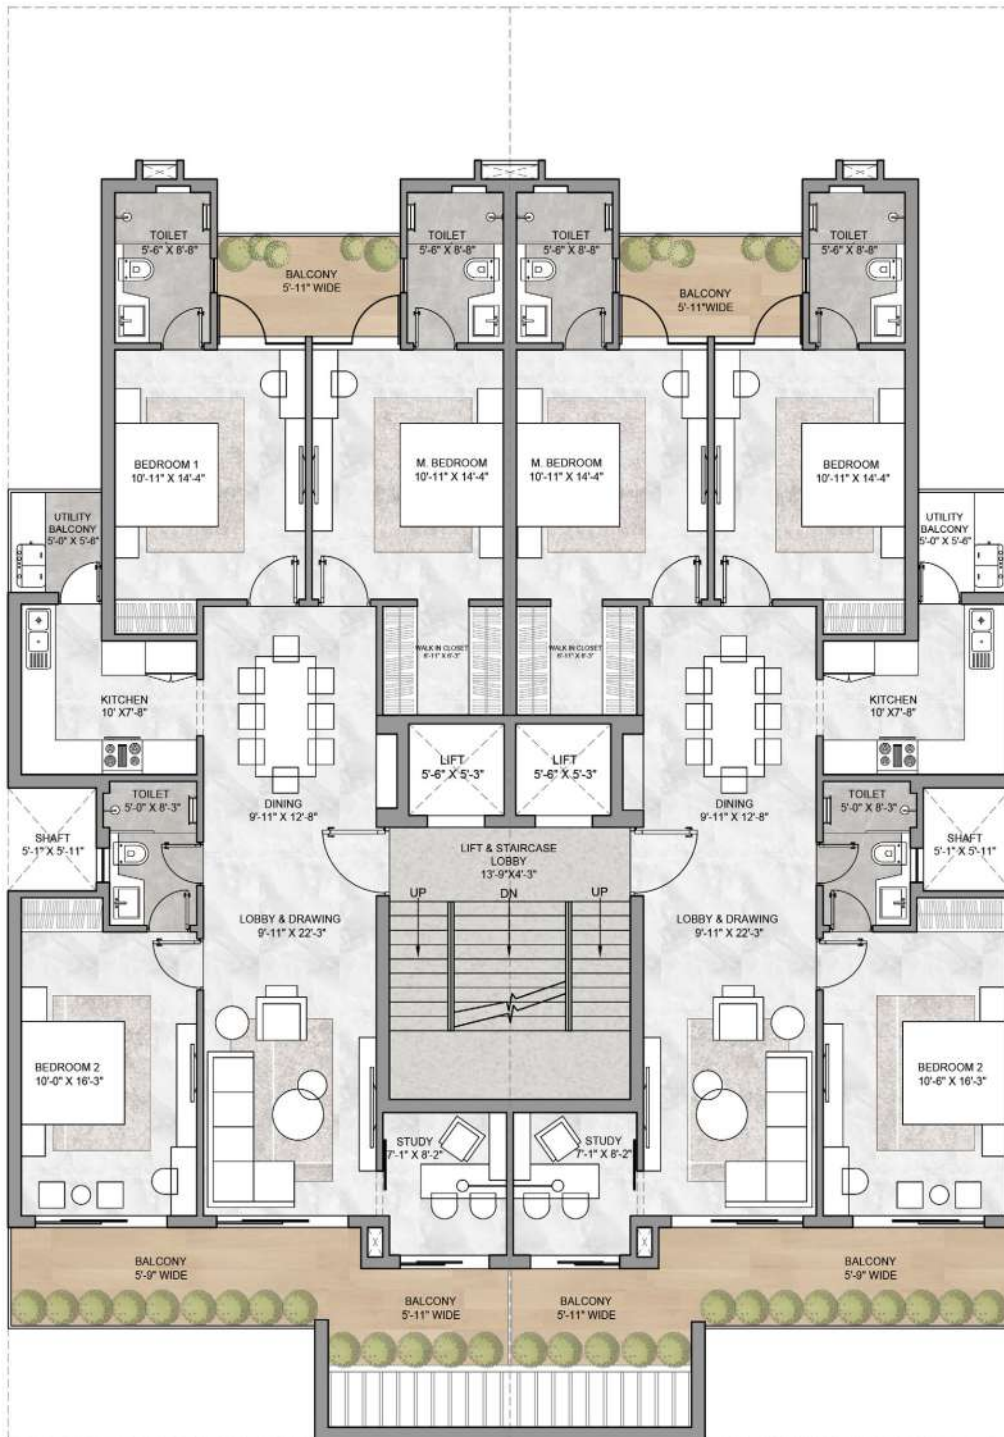 TOILET
5'-6" X 8'-8"
TOILET
5'-6" X 8'-8"
TOILET
5'-6" X 8'-8"
TOILET
5'-6" X 8'-8"
BALCONY
5'-11" WIDE
BALCONY
5'-11"WIDE
BEDROOM 1
10'-11" X 14'-4"
M. BEDROOM
10'-11" X 14'-4"
M. BEDROOM
10'-11" X 14'-4"
BEDROOM
10'-11" X 14'-4"
UTILITY
BALCONY
5'-0" X 5'-6"
UTILITY
BALCONY
5'-0" X 5'-6"
WALK IN CLOSET
6'-11" X 6'-3"
WALK IN CLOSET
6'-11" X 6'-3"
KITCHEN
10' X7'-8"
KITCHEN
10' X7'-8"
LIFT
5'-6" X 5'-3"
LIFT
5'-6" X 5'-3"
TOILET
5'-0" X 8'-3"
DINING
9'-11" X 12'-8"
DINING
9'-11" X 12'-8"
TOILET
5'-0" X 8'-3"
SHAFT
5'-1" X 5'-11"
LIFT & STAIRCASE
LOBBY
13'-9"X4'-3"
SHAFT
5'-1" X 5'-11"
UP
DN
UP
LOBBY & DRAWING
9'-11" X 22'-3"
LOBBY & DRAWING
9'-11" X 22'-3"
BEDROOM 2
10'-0" X 16'-3"
BEDROOM 2
10'-6" X 16'-3"
STUDY
7'-1" X 8'-2"
STUDY
7'-1" X 8'-2"
BALCONY
5'-9" WIDE
BALCONY
5'-9" WIDE
BALCONY
5'-11" WIDE
BALCONY
5'-11" WIDE